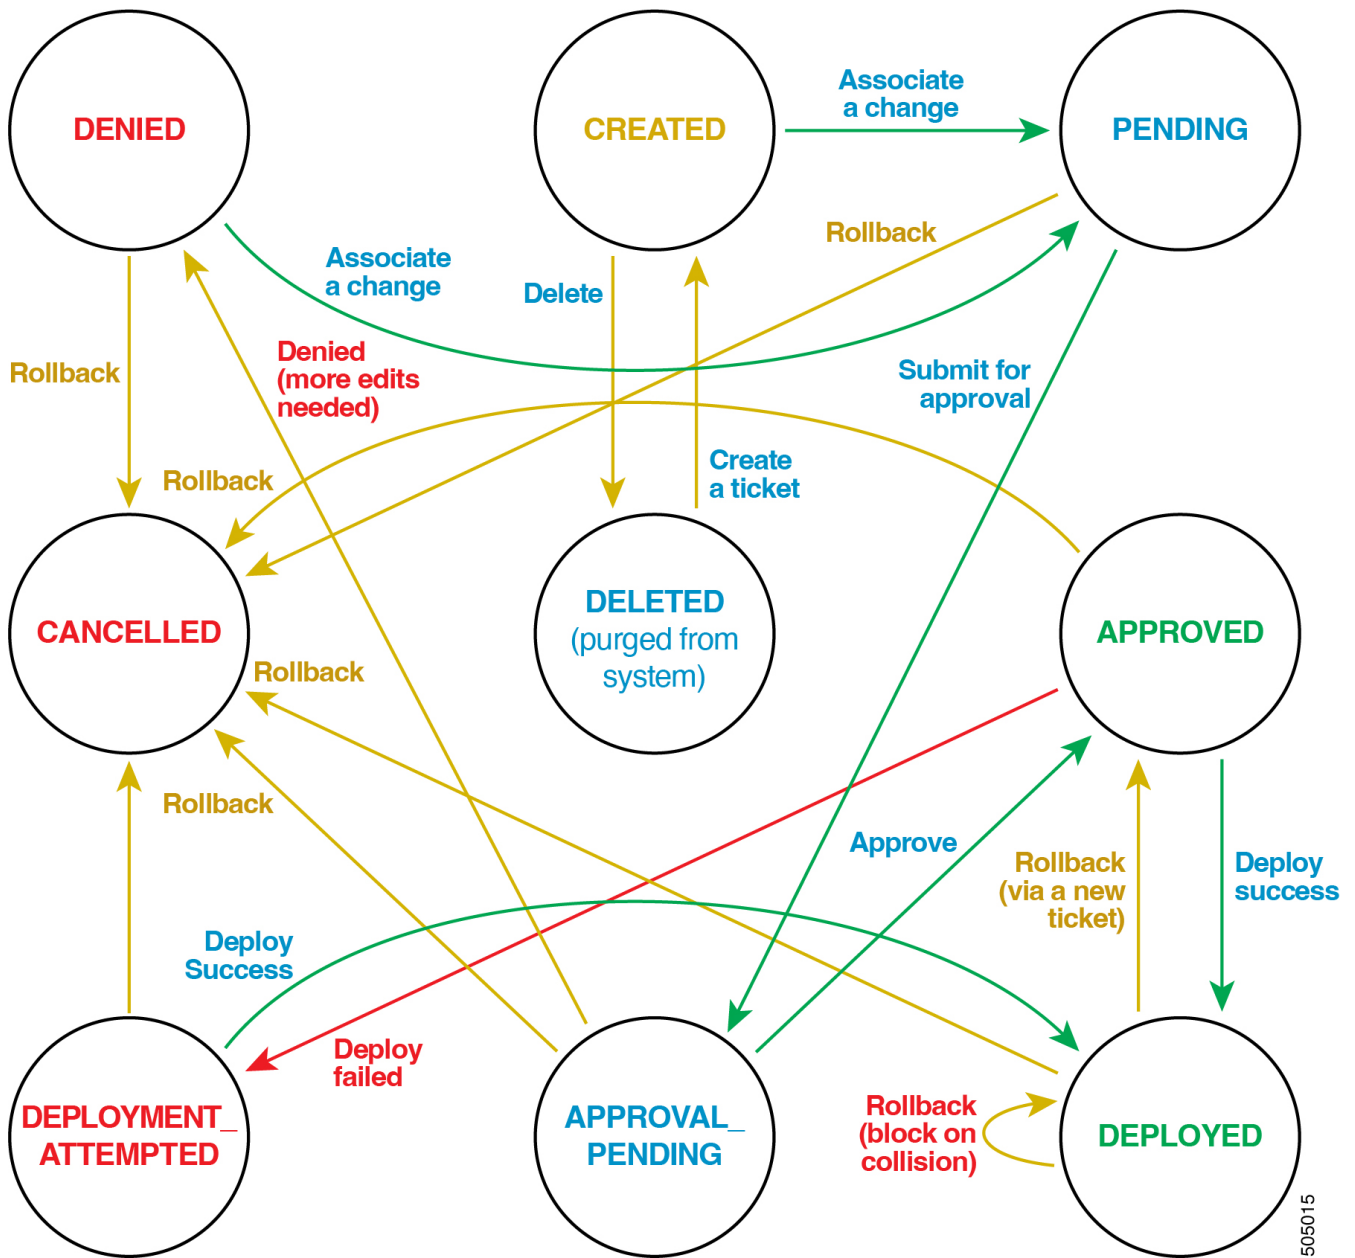 DENIED
CREATED
Associate
a change
PENDING
Rollback
Associate
a change
Delete
Denied
(more edits
needed)
Rollback
Submit for
approval
Rollback
Create
a ticket
CANCELLED
DELETED
(purged from
system)
APPROVED
Rollback
Rollback
Approve
Rollback
(via a new
ticket)
Deploy
success
Deploy
Success
Deploy
failed
DEPLOYMENT_
ATTEMPTED
APPROVAL_
PENDING
Rollback
(block on
collision)
DEPLOYED
505015